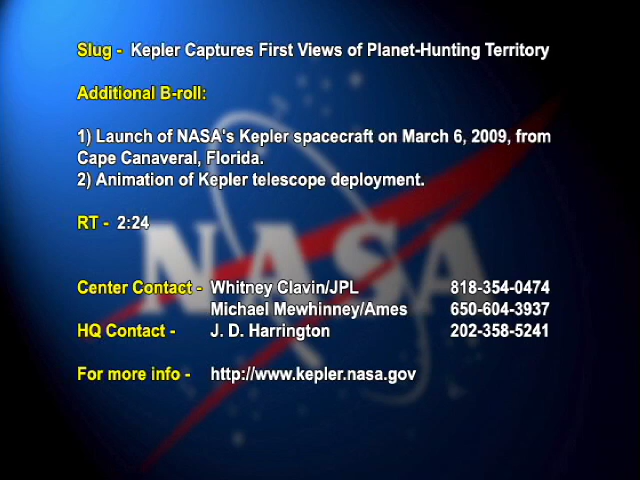 Slug - Kepler Captures First Views of Planet-Hunting Territory
Additional B-roll:
1) Launch of NASA's Kepler spacecraft on March 6, 2009, from
Cape Canaveral, Florida.
2) Animation of Kepler telescope deployment.
RT - 2:24
NASA
Center Contact - Whitney Clavin/JPL 818-354-0474
Michael Mewhinney/Ames 650-604-3937
HQ Contact - J. D. Harrington 202-358-5241
For more info - http://www.kepler.nasa.gov